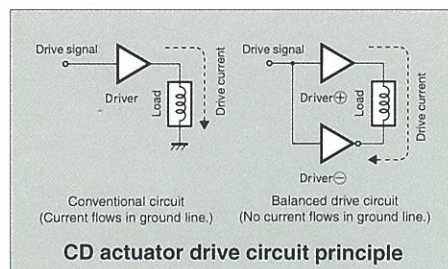 Drive signal
Driver
Load
Drive current
Conventional circuit
(Current flows in ground line.)
Drive signal
Driver⊕
Load
Drive current
Driver⊖
Balanced drive circuit
(No current flows in ground line.)
CD actuator drive circuit principle